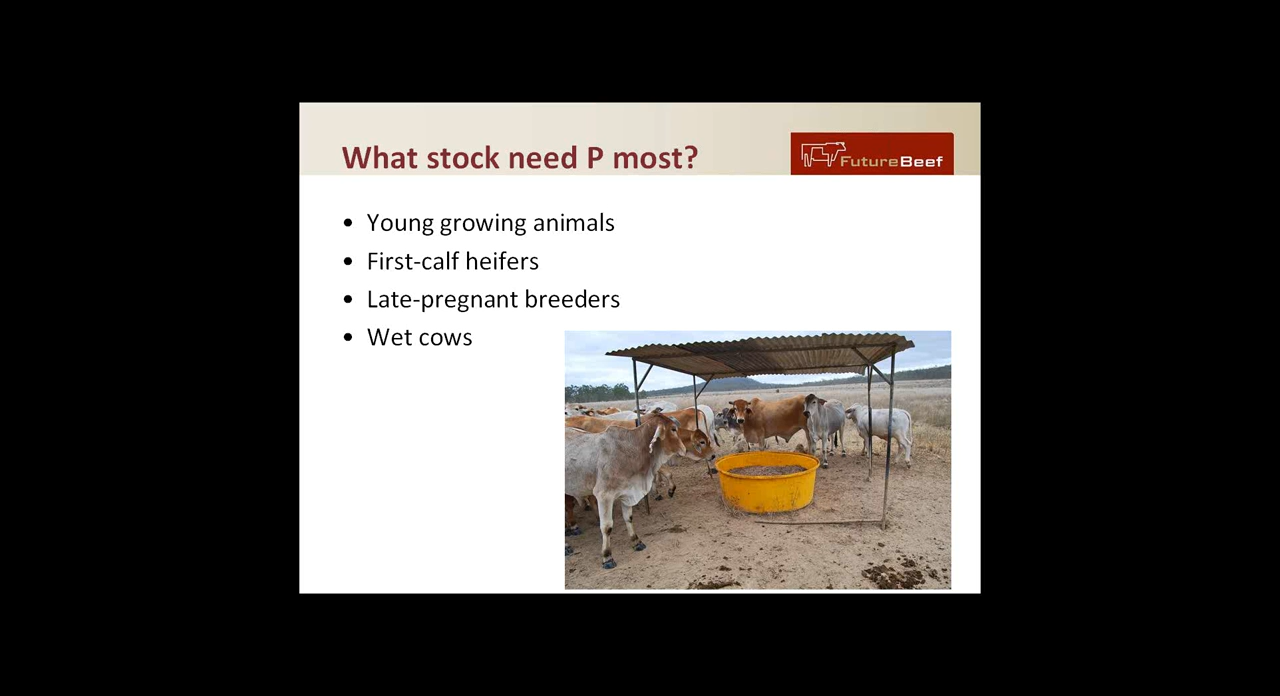 What stock need P most?
FutureBeef
• Young growing animals
• First-calf heifers
• Late-pregnant breeders
• Wet cows